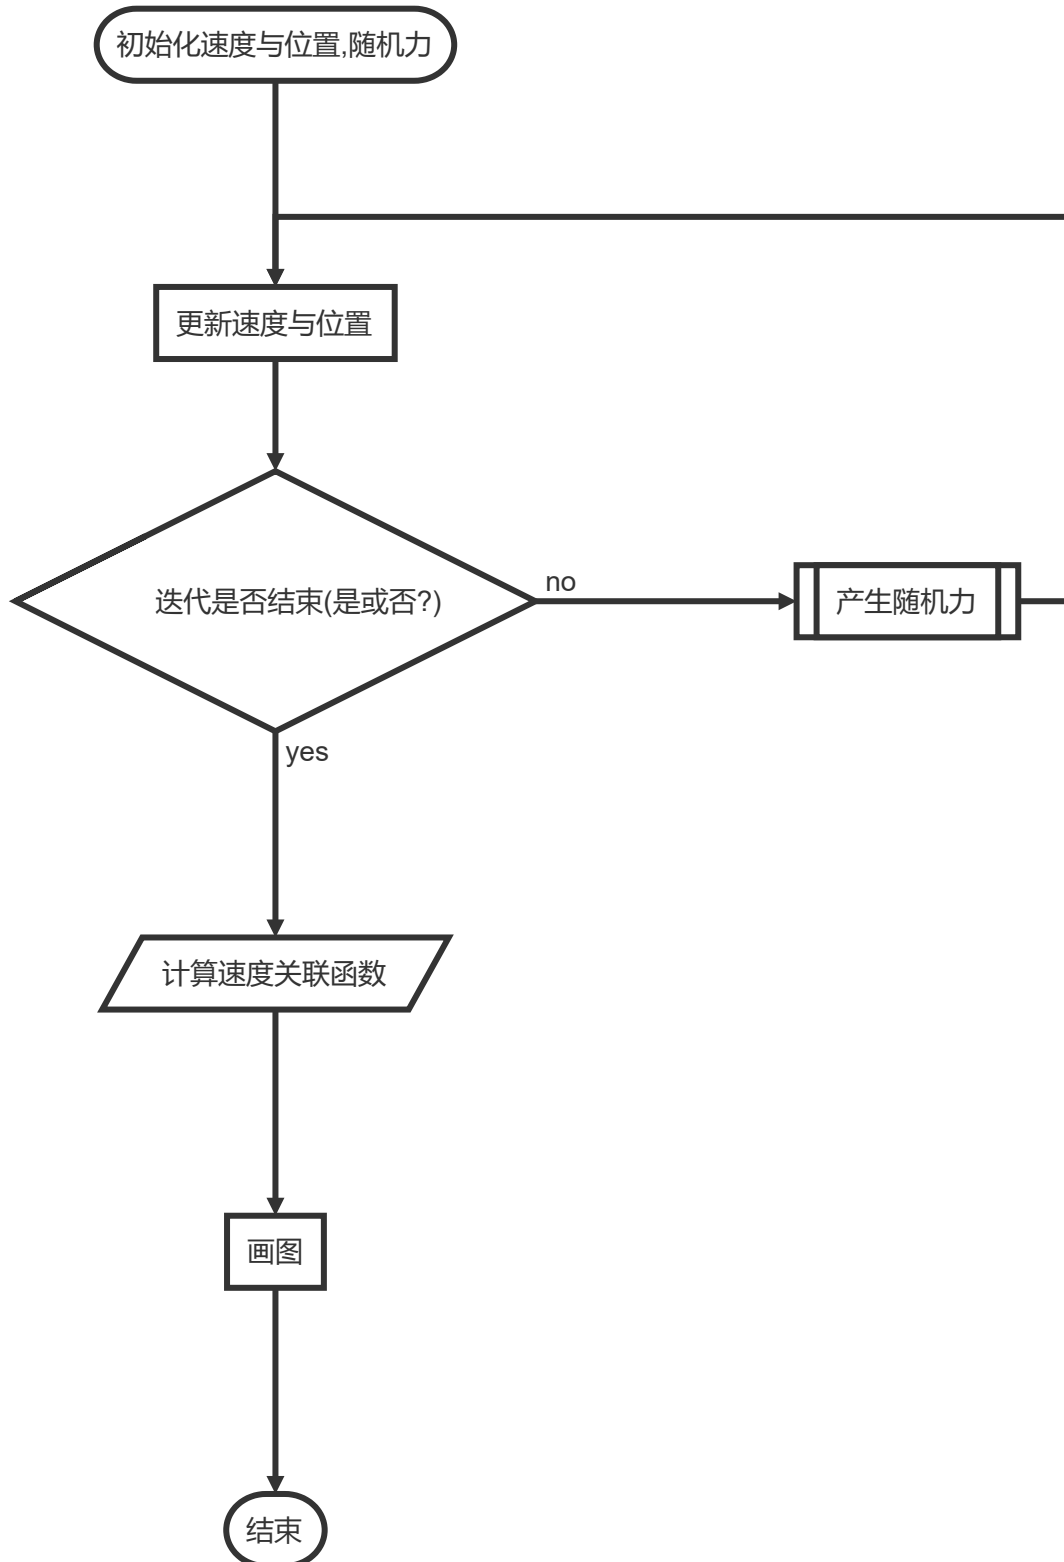 初始化速度与位置,随机力
更新速度与位置
迭代是否结束(是或否?)
no
产生随机力
yes
计算速度关联函数
画图
结束